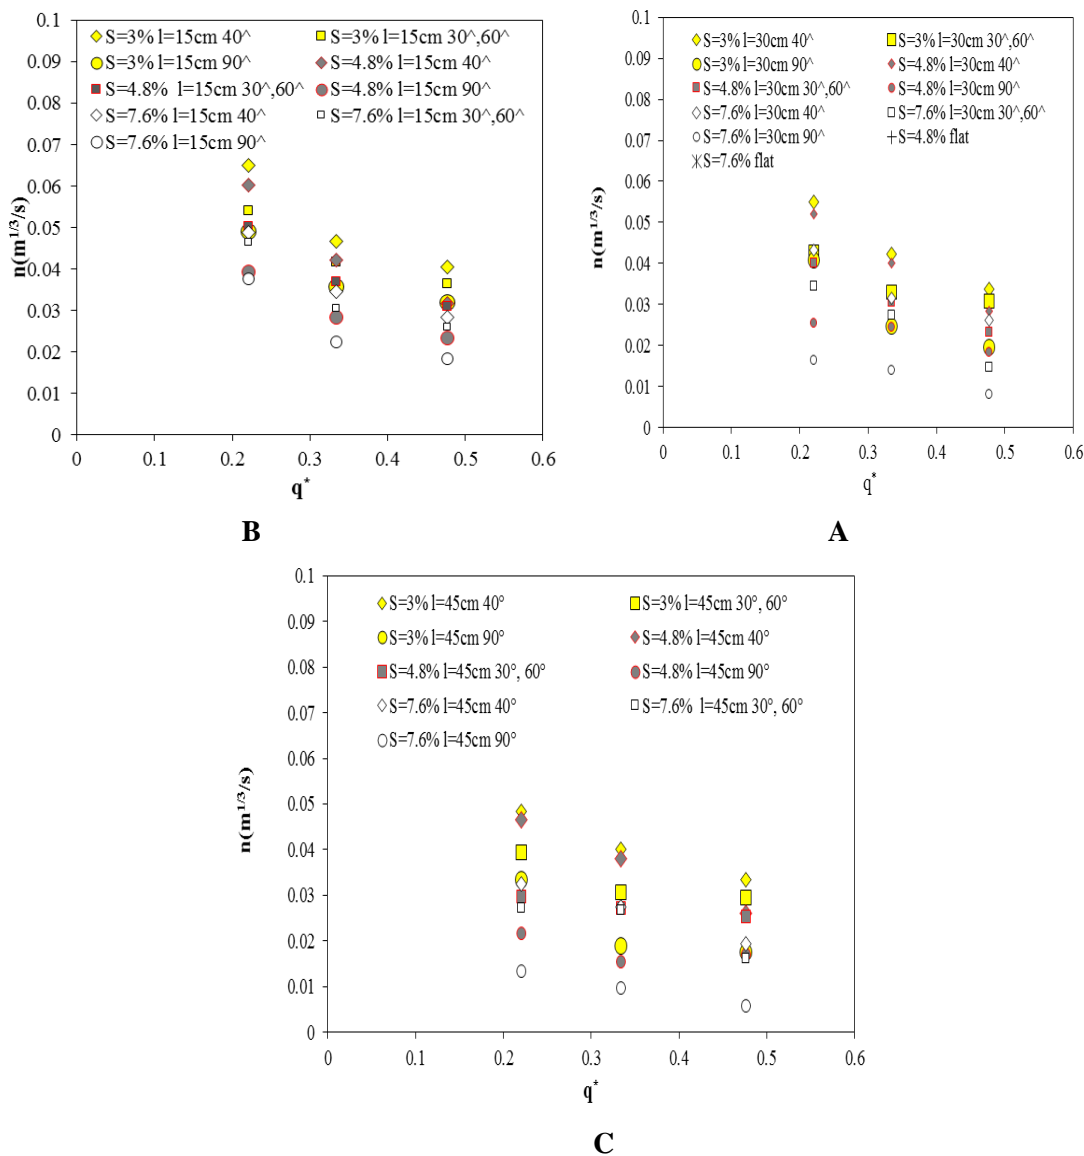 0.1
0.09
0.08
0.07
0.06
0.05
0.04
0.03
0.02
0.01
0
n(m^1/3/s)
S=3% l=15cm 40^ S=3% l=15cm 30^,60^
S=3% l=15cm 90^ S=4.8% l=15cm 40^
S=4.8% l=15cm 30^,60^ S=4.8% l=15cm 90^
S=7.6% l=15cm 40^ S=7.6% l=15cm 30^,60^
S=7.6% l=15cm 90^
0 0.1 0.2 0.3 0.4 0.5 0.6
q*
B
0.1
0.09
0.08
0.07
0.06
0.05
0.04
0.03
0.02
0.01
0
n(m^1/3/s)
S=3% l=30cm 40^ S=3% l=30cm 30^,60^
S=3% l=30cm 90^ S=4.8% l=30cm 40^
S=4.8% l=30cm 30^,60^ S=4.8% l=30cm 90^
S=7.6% l=30cm 40^ S=7.6% l=30cm 30^,60^
S=7.6% l=30cm 90^ S=4.8% flat
S=7.6% flat
0 0.1 0.2 0.3 0.4 0.5 0.6
q*
A
0.1
0.09
0.08
0.07
0.06
0.05
0.04
0.03
0.02
0.01
0
n(m^1/3/s)
S=3% l=45cm 40° S=3% l=45cm 30°, 60°
S=3% l=45cm 90° S=4.8% l=45cm 40°
S=4.8% l=45cm 30°, 60° S=4.8% l=45cm 90°
S=7.6% l=45cm 40° S=7.6% l=45cm 30°, 60°
S=7.6% l=45cm 90°
0 0.1 0.2 0.3 0.4 0.5 0.6
q*
C